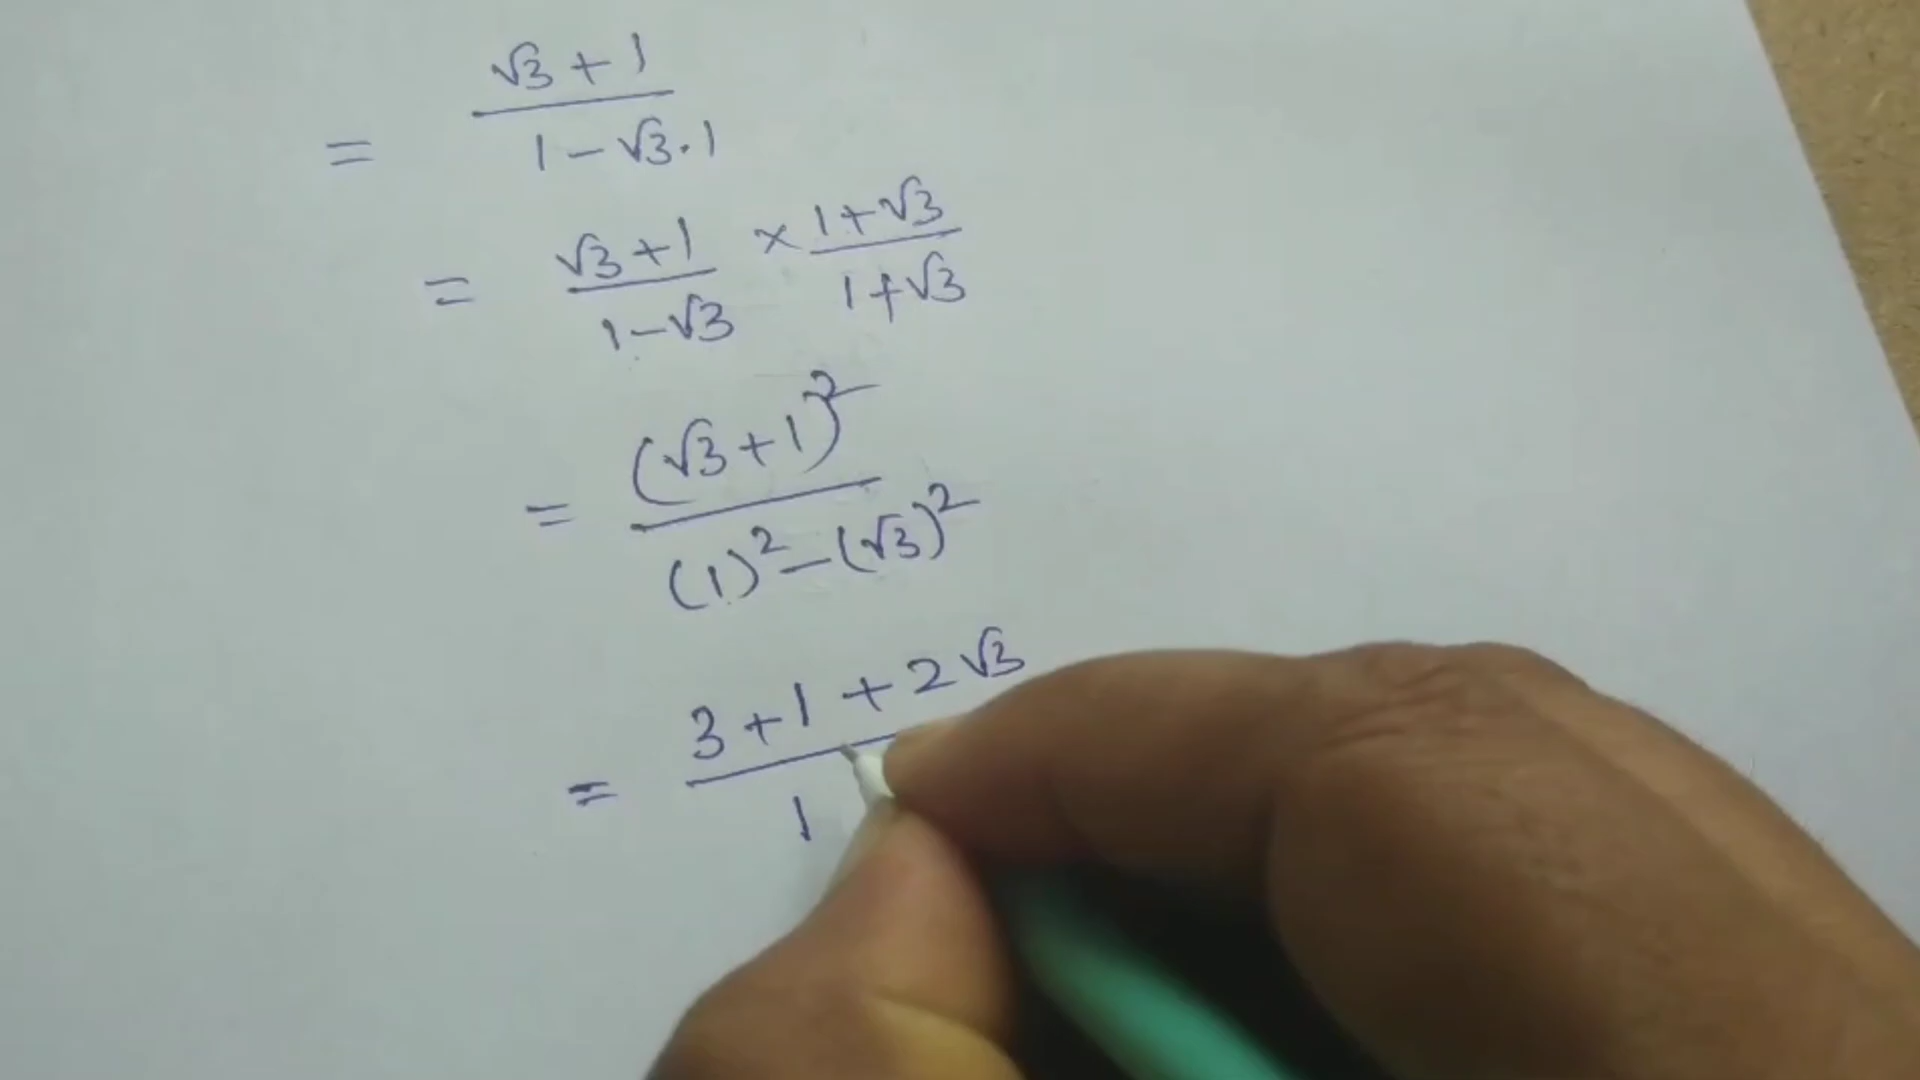 = √3 + 1 / 1 - √3 . 1
= √3 + 1 / 1 - √3 × 1 + √3 / 1 + √3
= (√3 + 1)² / (1)² - (√3)²
= 3 + 1 + 2√3 / 1